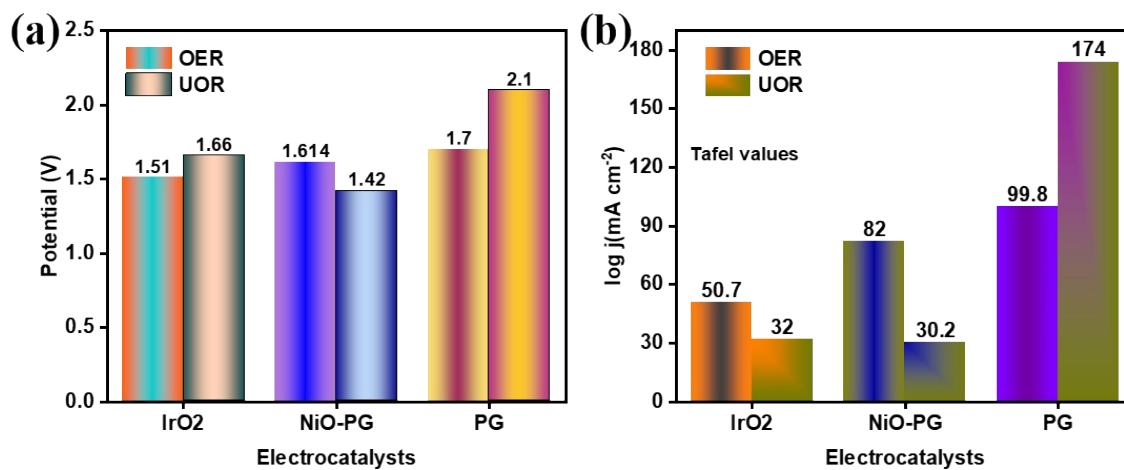 (a)
2.5
2.0
1.5
1.0
0.5
0.0
Potential (V)
OER
UOR
1.51
1.66
1.614
1.42
1.7
2.1
IrO2
NiO-PG
PG
Electrocatalysts
(b)
180
150
120
90
60
30
0
log j(mA cm⁻²)
OER
UOR
Tafel values
50.7
32
82
30.2
99.8
174
IrO2
NiO-PG
PG
Electrocatalysts